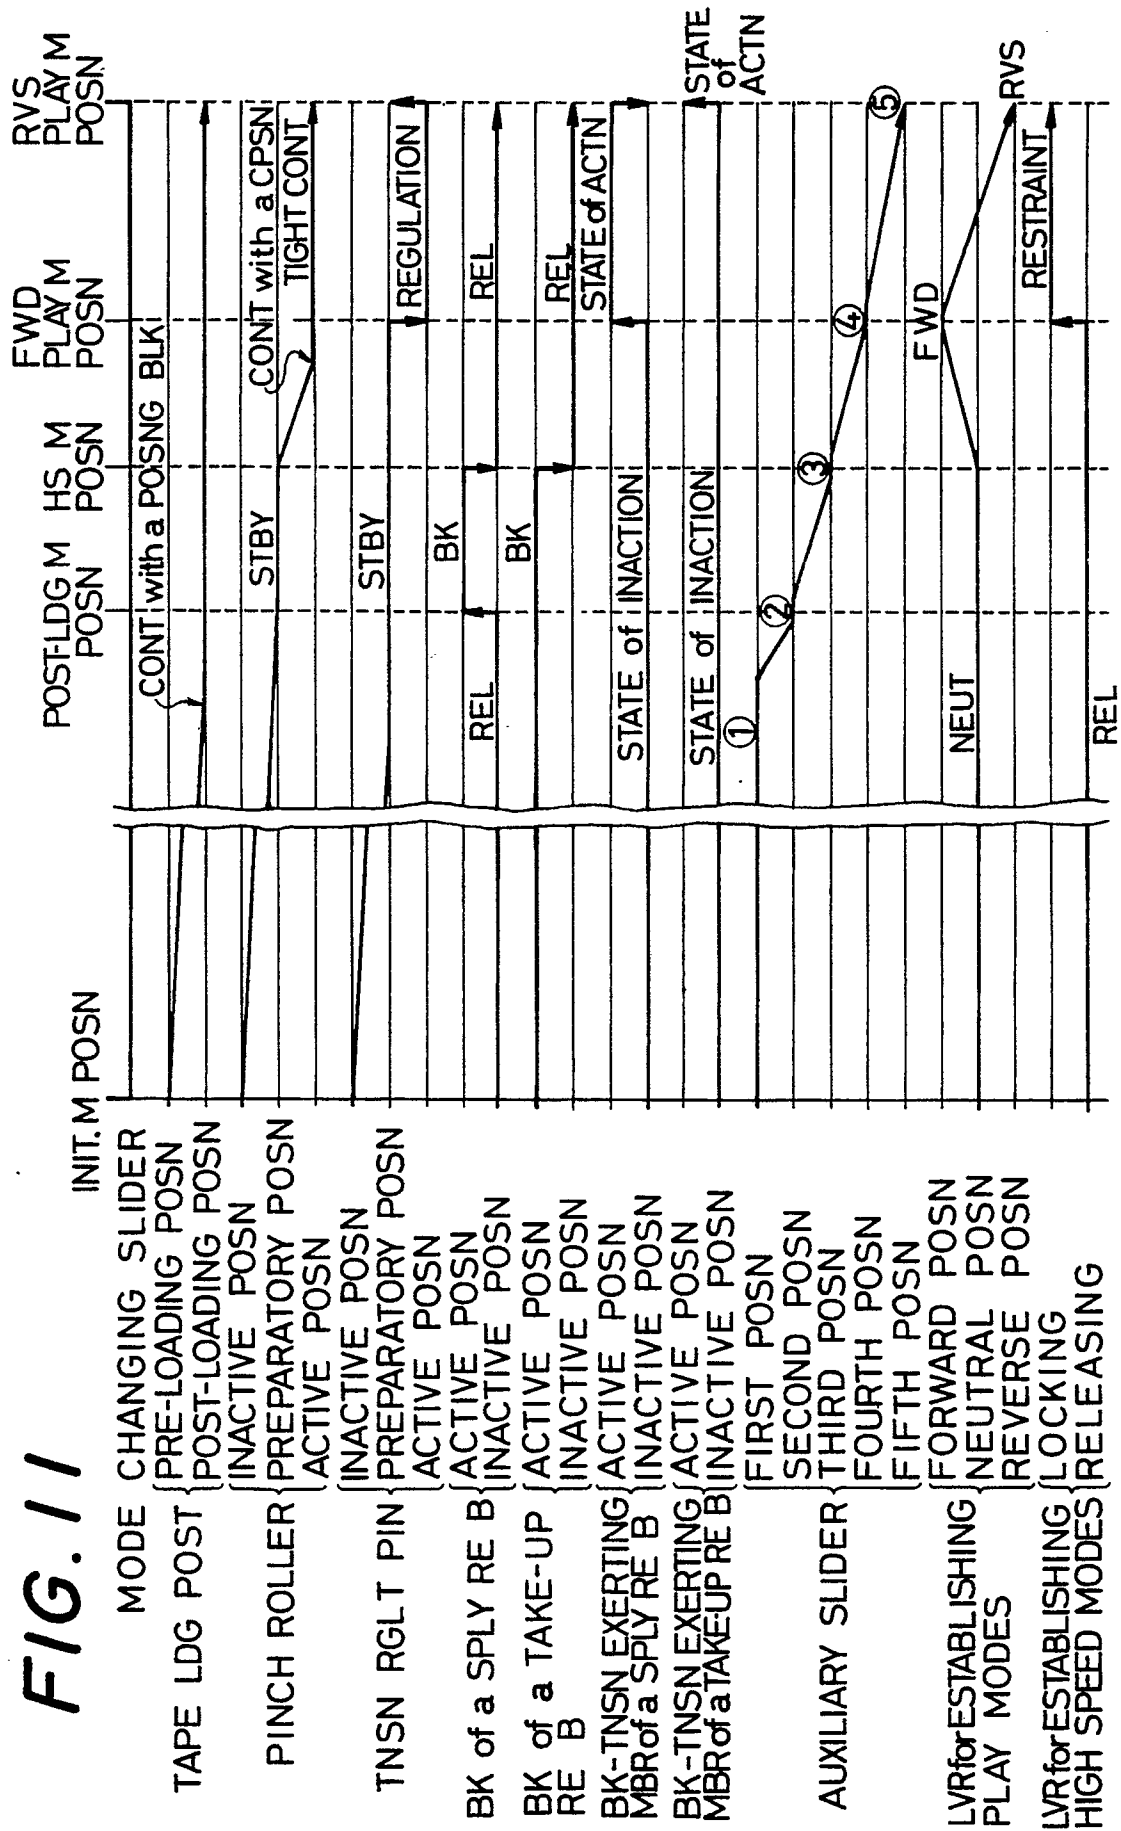 FIG. 11
INIT. M POSN
POST-LDG M
POSN
HS M
POSN
FWD
PLAY M
POSN
RVS
PLAY M
POSN
MODE CHANGING SLIDER
TAPE LDG POST
PRE-LOADING POSN
POST-LOADING POSN
CONT with a POSNG BLK
PINCH ROLLER
INACTIVE POSN
PREPARATORY POSN
ACTIVE POSN
STBY
CONT with a CPSN
TIGHT CONT
TNSN RGLT PIN
INACTIVE POSN
PREPARATORY POSN
ACTIVE POSN
STBY
REGULATION
BK of a SPLY RE B
ACTIVE POSN
INACTIVE POSN
REL
BK
REL
BK of a TAKE-UP
RE B
ACTIVE POSN
INACTIVE POSN
BK
REL
BK-TNSN EXERTING
MBR of a SPLY RE B
ACTIVE POSN
INACTIVE POSN
STATE of INACTION
STATE of ACTN
BK-TNSN EXERTING
MBR of a TAKE-UP RE B
ACTIVE POSN
INACTIVE POSN
STATE of INACTION
STATE
of
ACTN
AUXILIARY SLIDER
FIRST POSN
SECOND POSN
THIRD POSN
FOURTH POSN
FIFTH POSN
①
②
③
④
⑤
LVR for ESTABLISHING
PLAY MODES
FORWARD POSN
NEUTRAL POSN
REVERSE POSN
NEUT
FWD
RVS
LVR for ESTABLISHING
HIGH SPEED MODES
LOCKING
RELEASING
REL
RESTRAINT